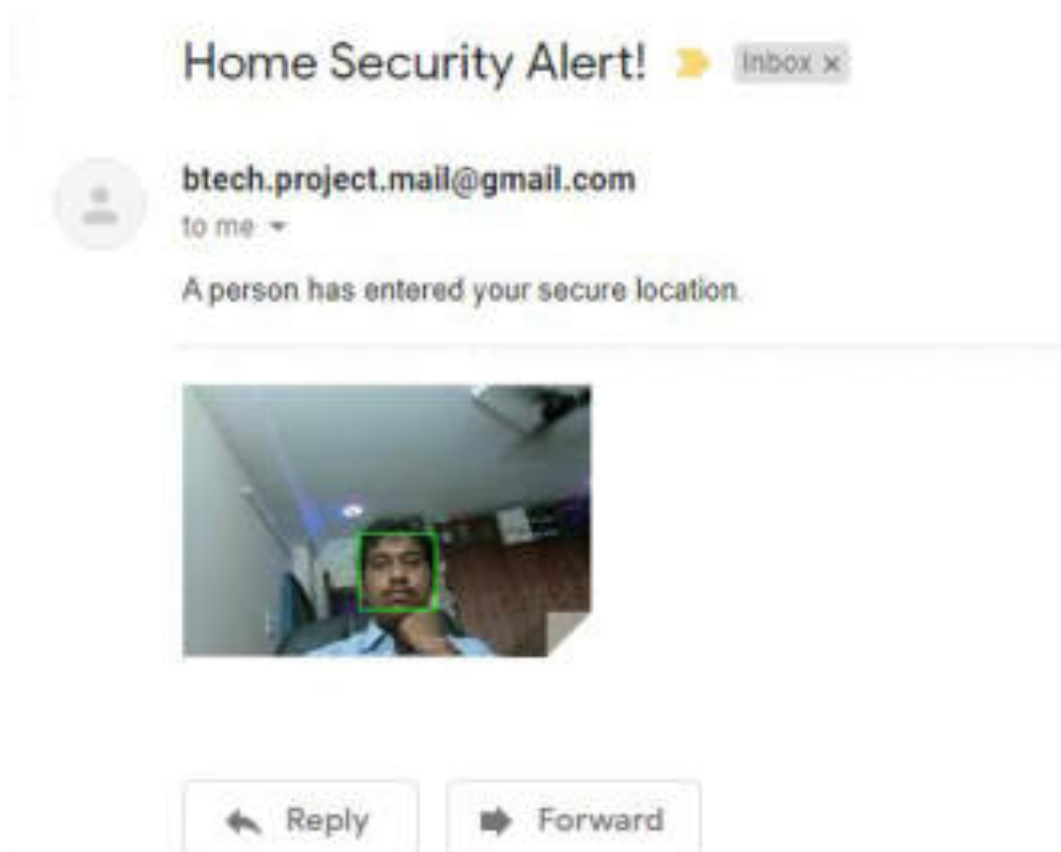 Home Security Alert! Inbox x
btech.project.mail@gmail.com
to me
A person has entered your secure location.
Reply Forward